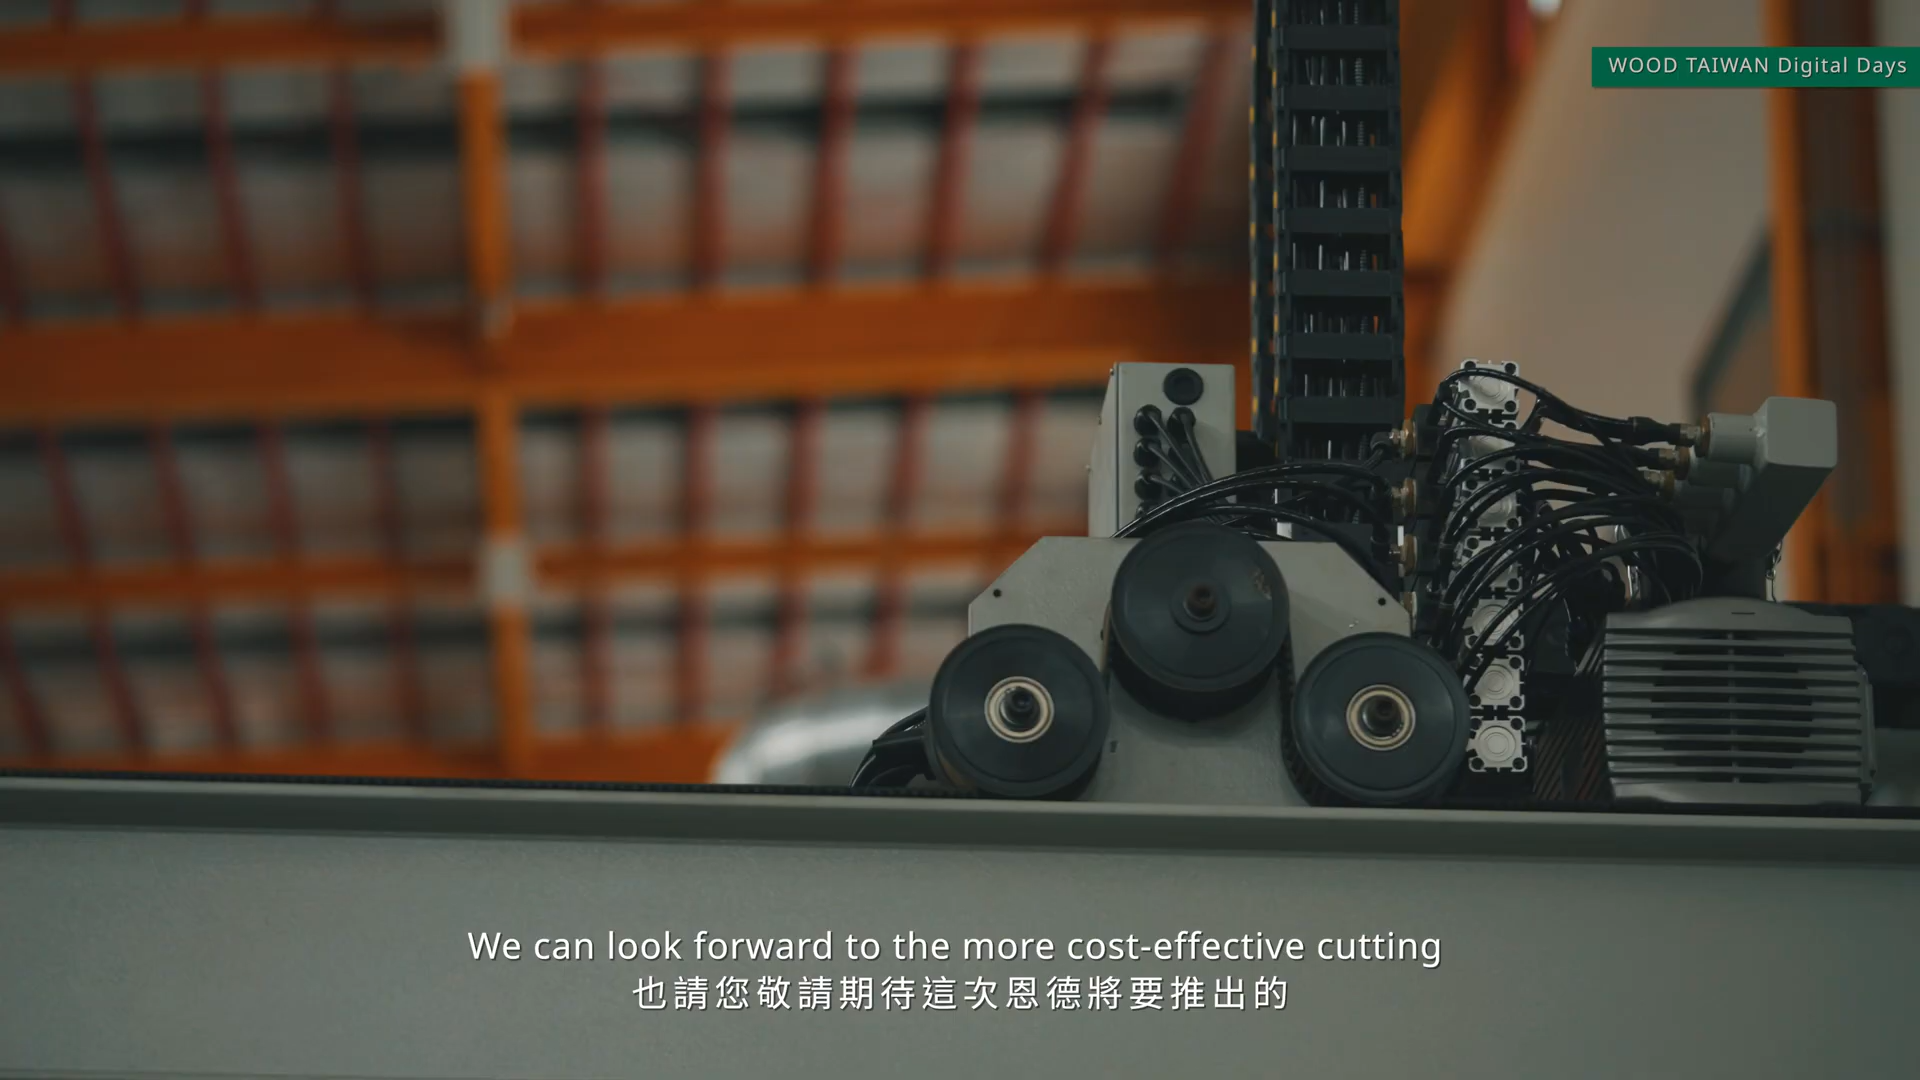 WOOD TAIWAN Digital Days
We can look forward to the more cost-effective cutting
也請您敬請期待這次恩德將要推出的